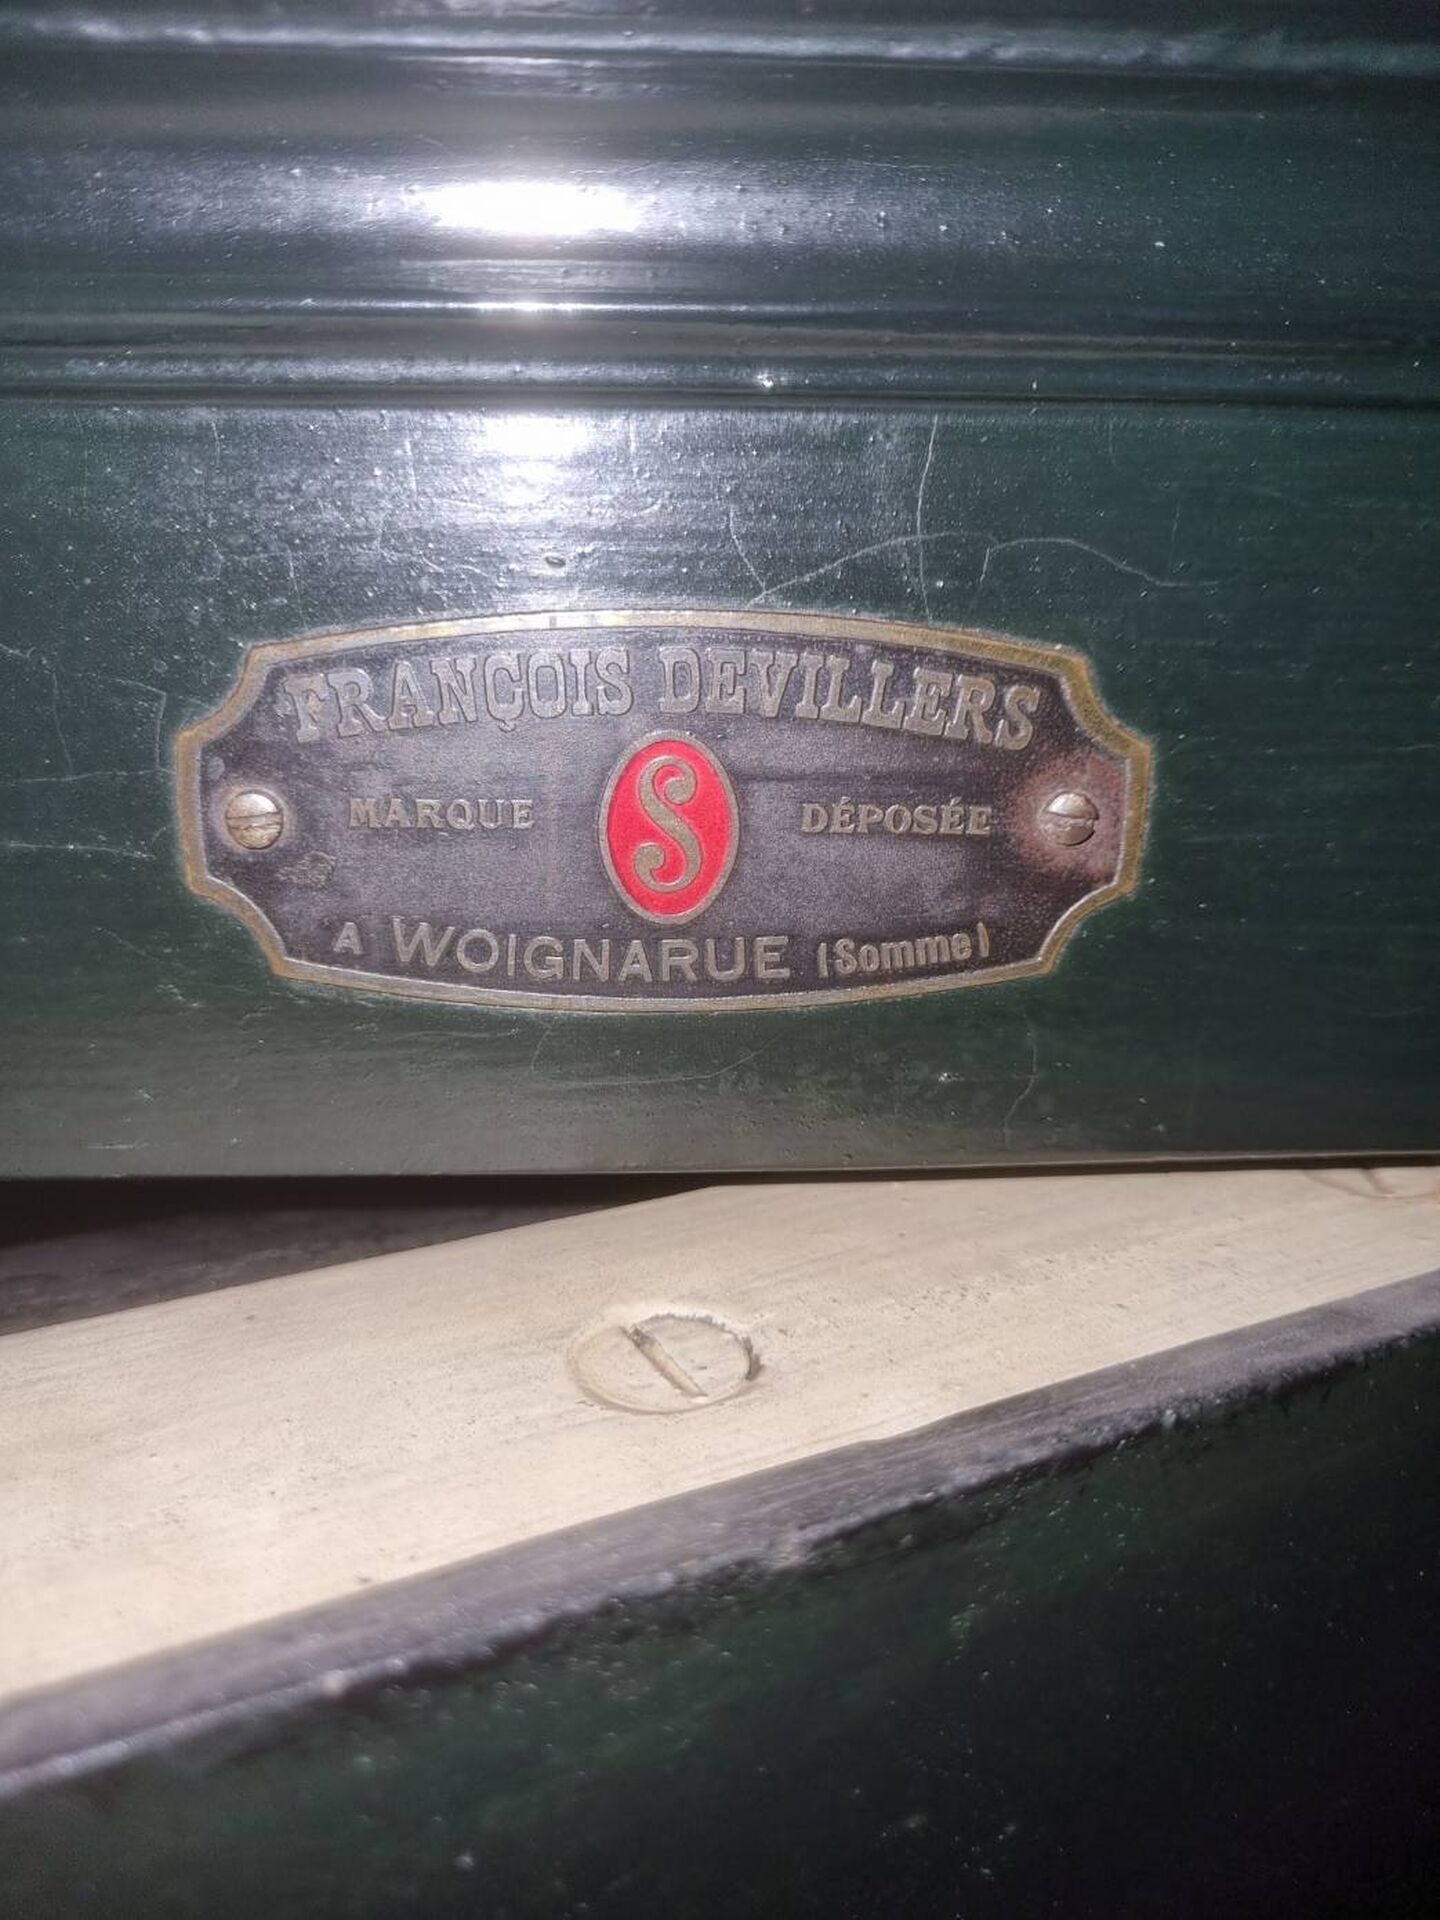 FRANÇOIS DEVILLERS
MARQUE S DÉPOSÉE
A WOIGNARUE (Somme)